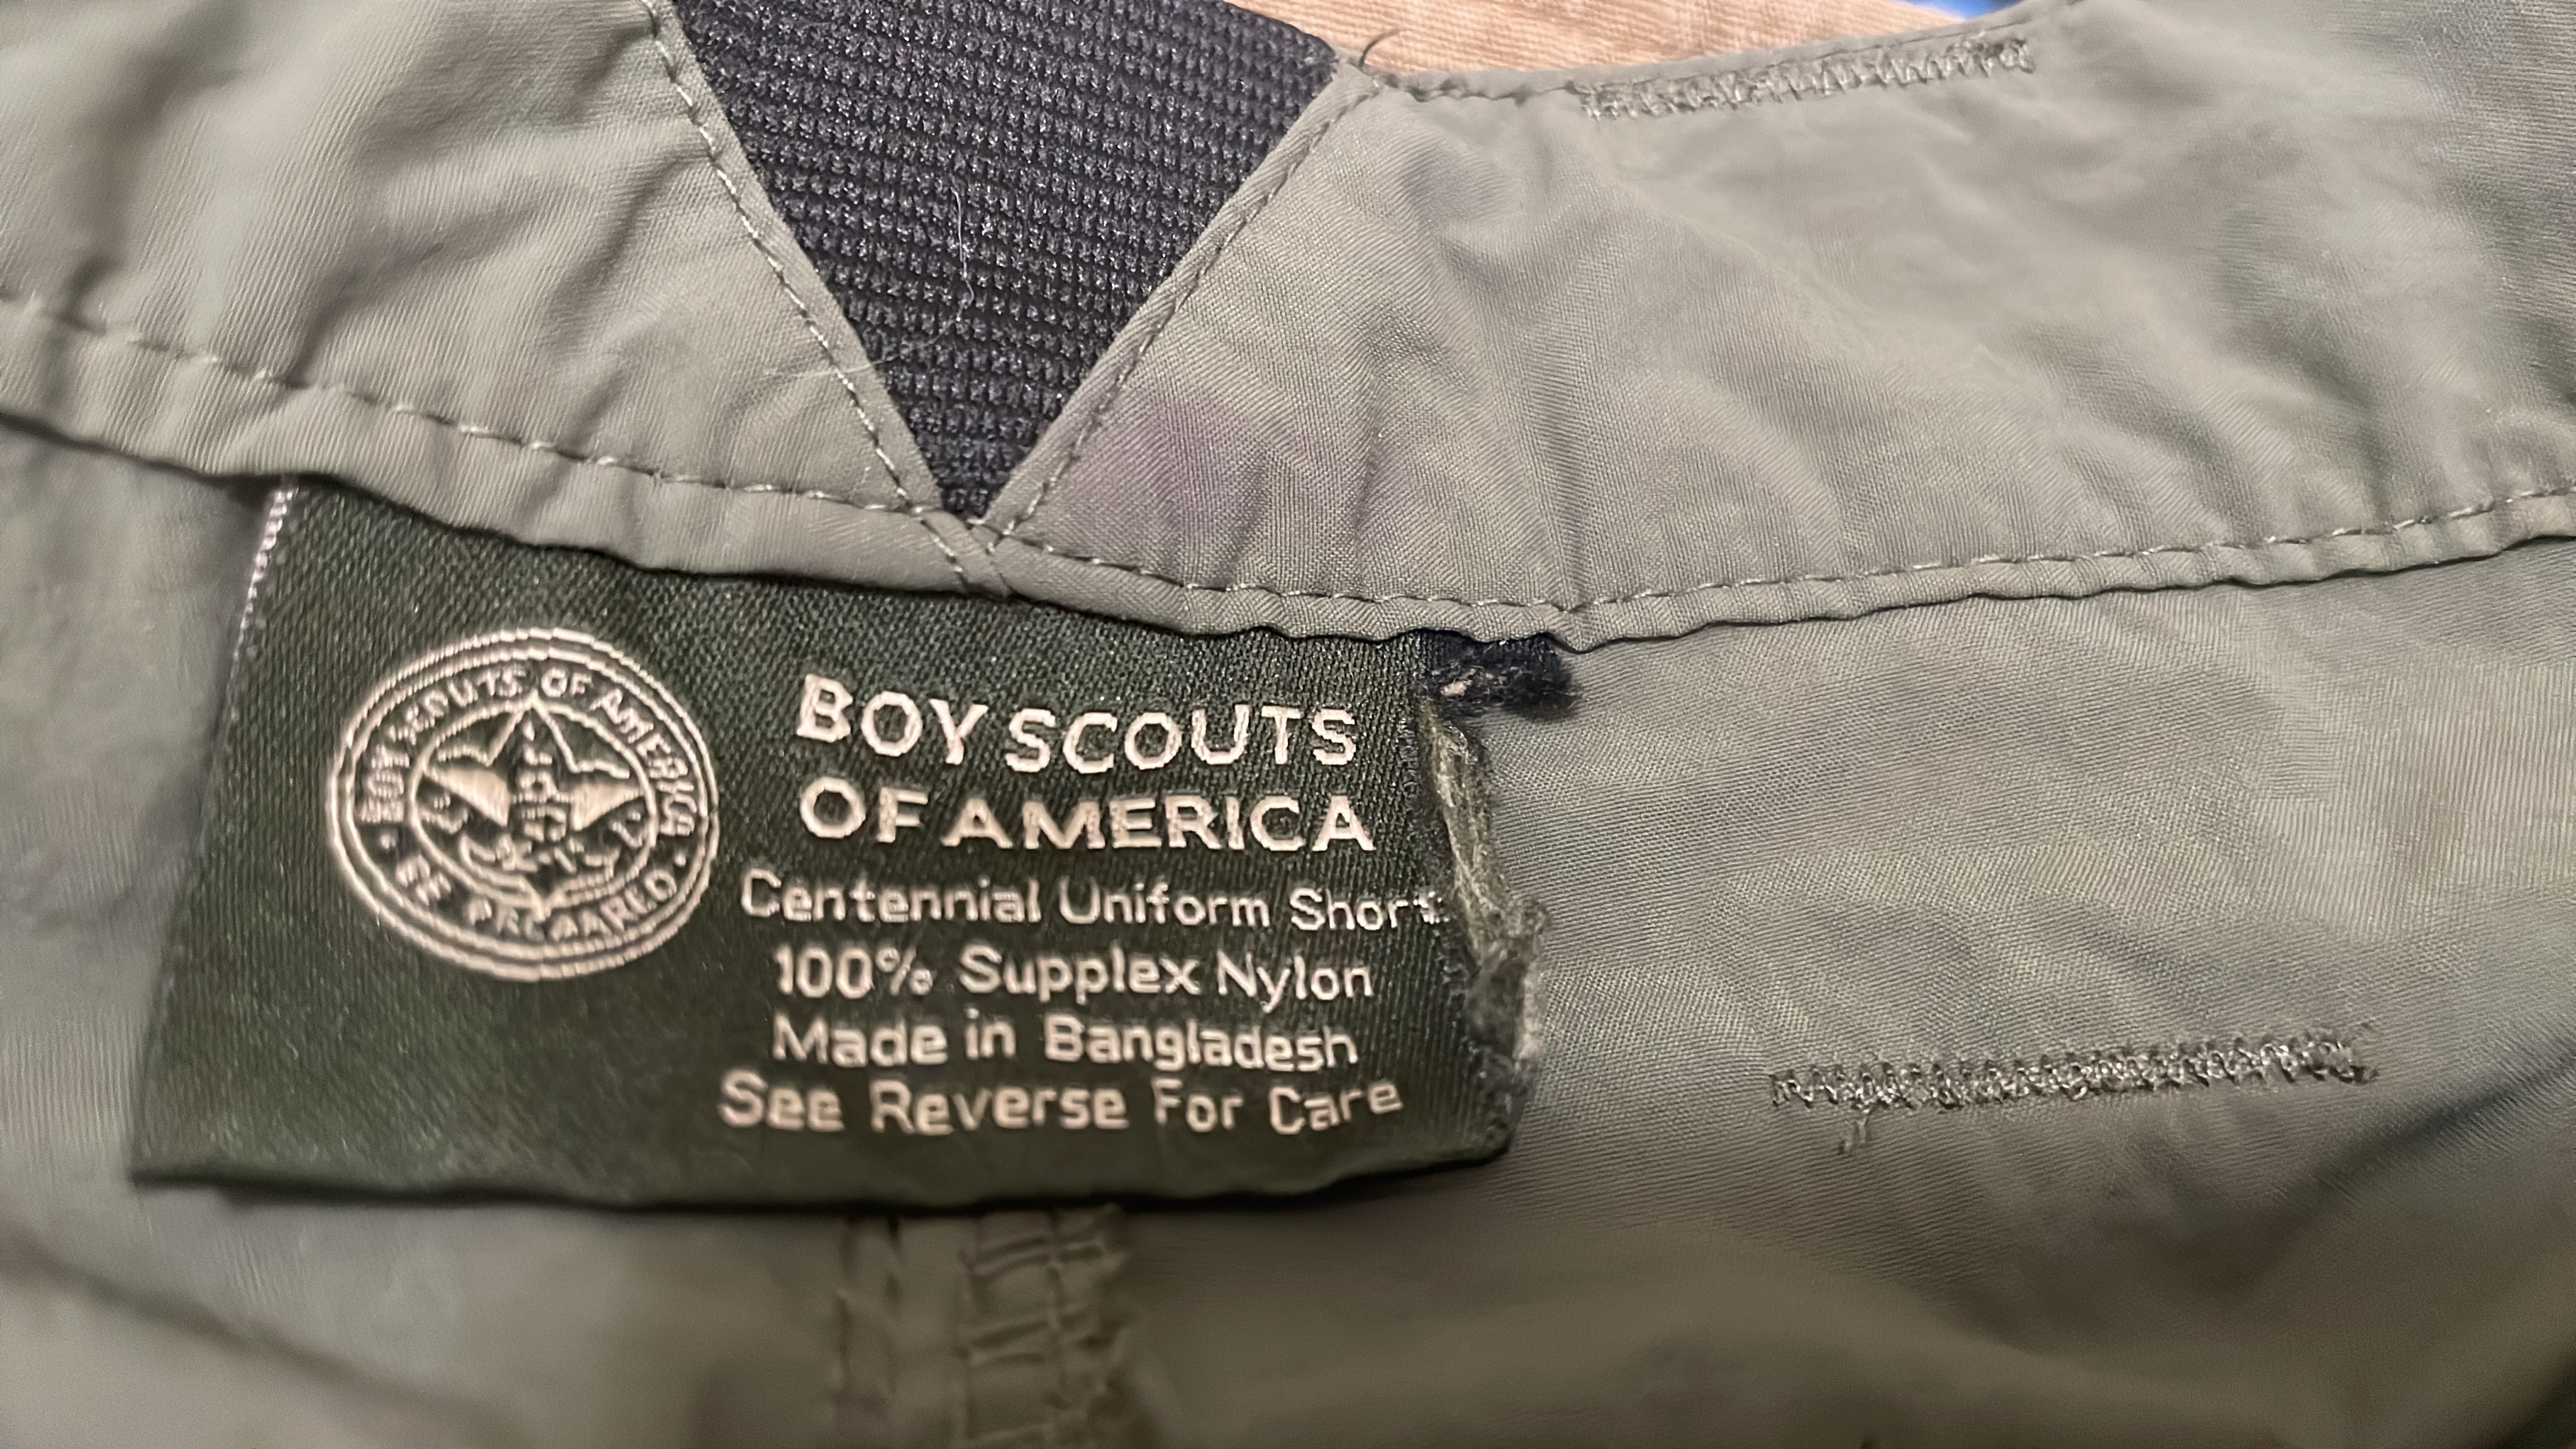 BOY SCOUTS OF AMERICA
BE PREPARED
BOY SCOUTS
OF AMERICA
Centennial Uniform Short
100% Supplex Nylon
Made in Bangladesh
See Reverse For Care